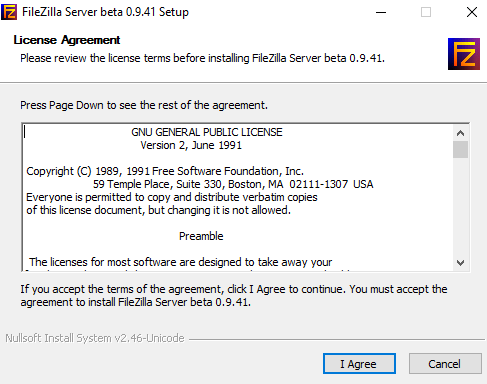 FileZilla Server beta 0.9.41 Setup
License Agreement
Please review the license terms before installing FileZilla Server beta 0.9.41.
Fz
Press Page Down to see the rest of the agreement.
GNU GENERAL PUBLIC LICENSE
Version 2, June 1991
Copyright (C) 1989, 1991 Free Software Foundation, Inc.
59 Temple Place, Suite 330, Boston, MA  02111-1307  USA
Everyone is permitted to copy and distribute verbatim copies
of this license document, but changing it is not allowed.
Preamble
The licenses for most software are designed to take away your
If you accept the terms of the agreement, click I Agree to continue. You must accept the
agreement to install FileZilla Server beta 0.9.41.
Nullsoft Install System v2.46-Unicode
I Agree
Cancel